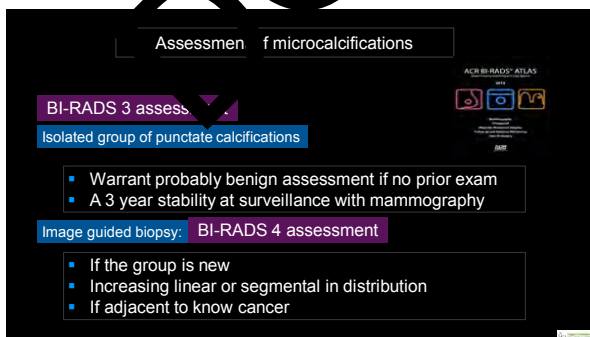 Assessmen f microcalcifications
ACR BI-RADS® ATLAS
BI-RADS 3 assess t
Isolated group of punctate calcifications
Warrant probably benign assessment if no prior exam
A 3 year stability at surveillance with mammography
Image guided biopsy: BI-RADS 4 assessment
If the group is new
Increasing linear or segmental in distribution
If adjacent to know cancer